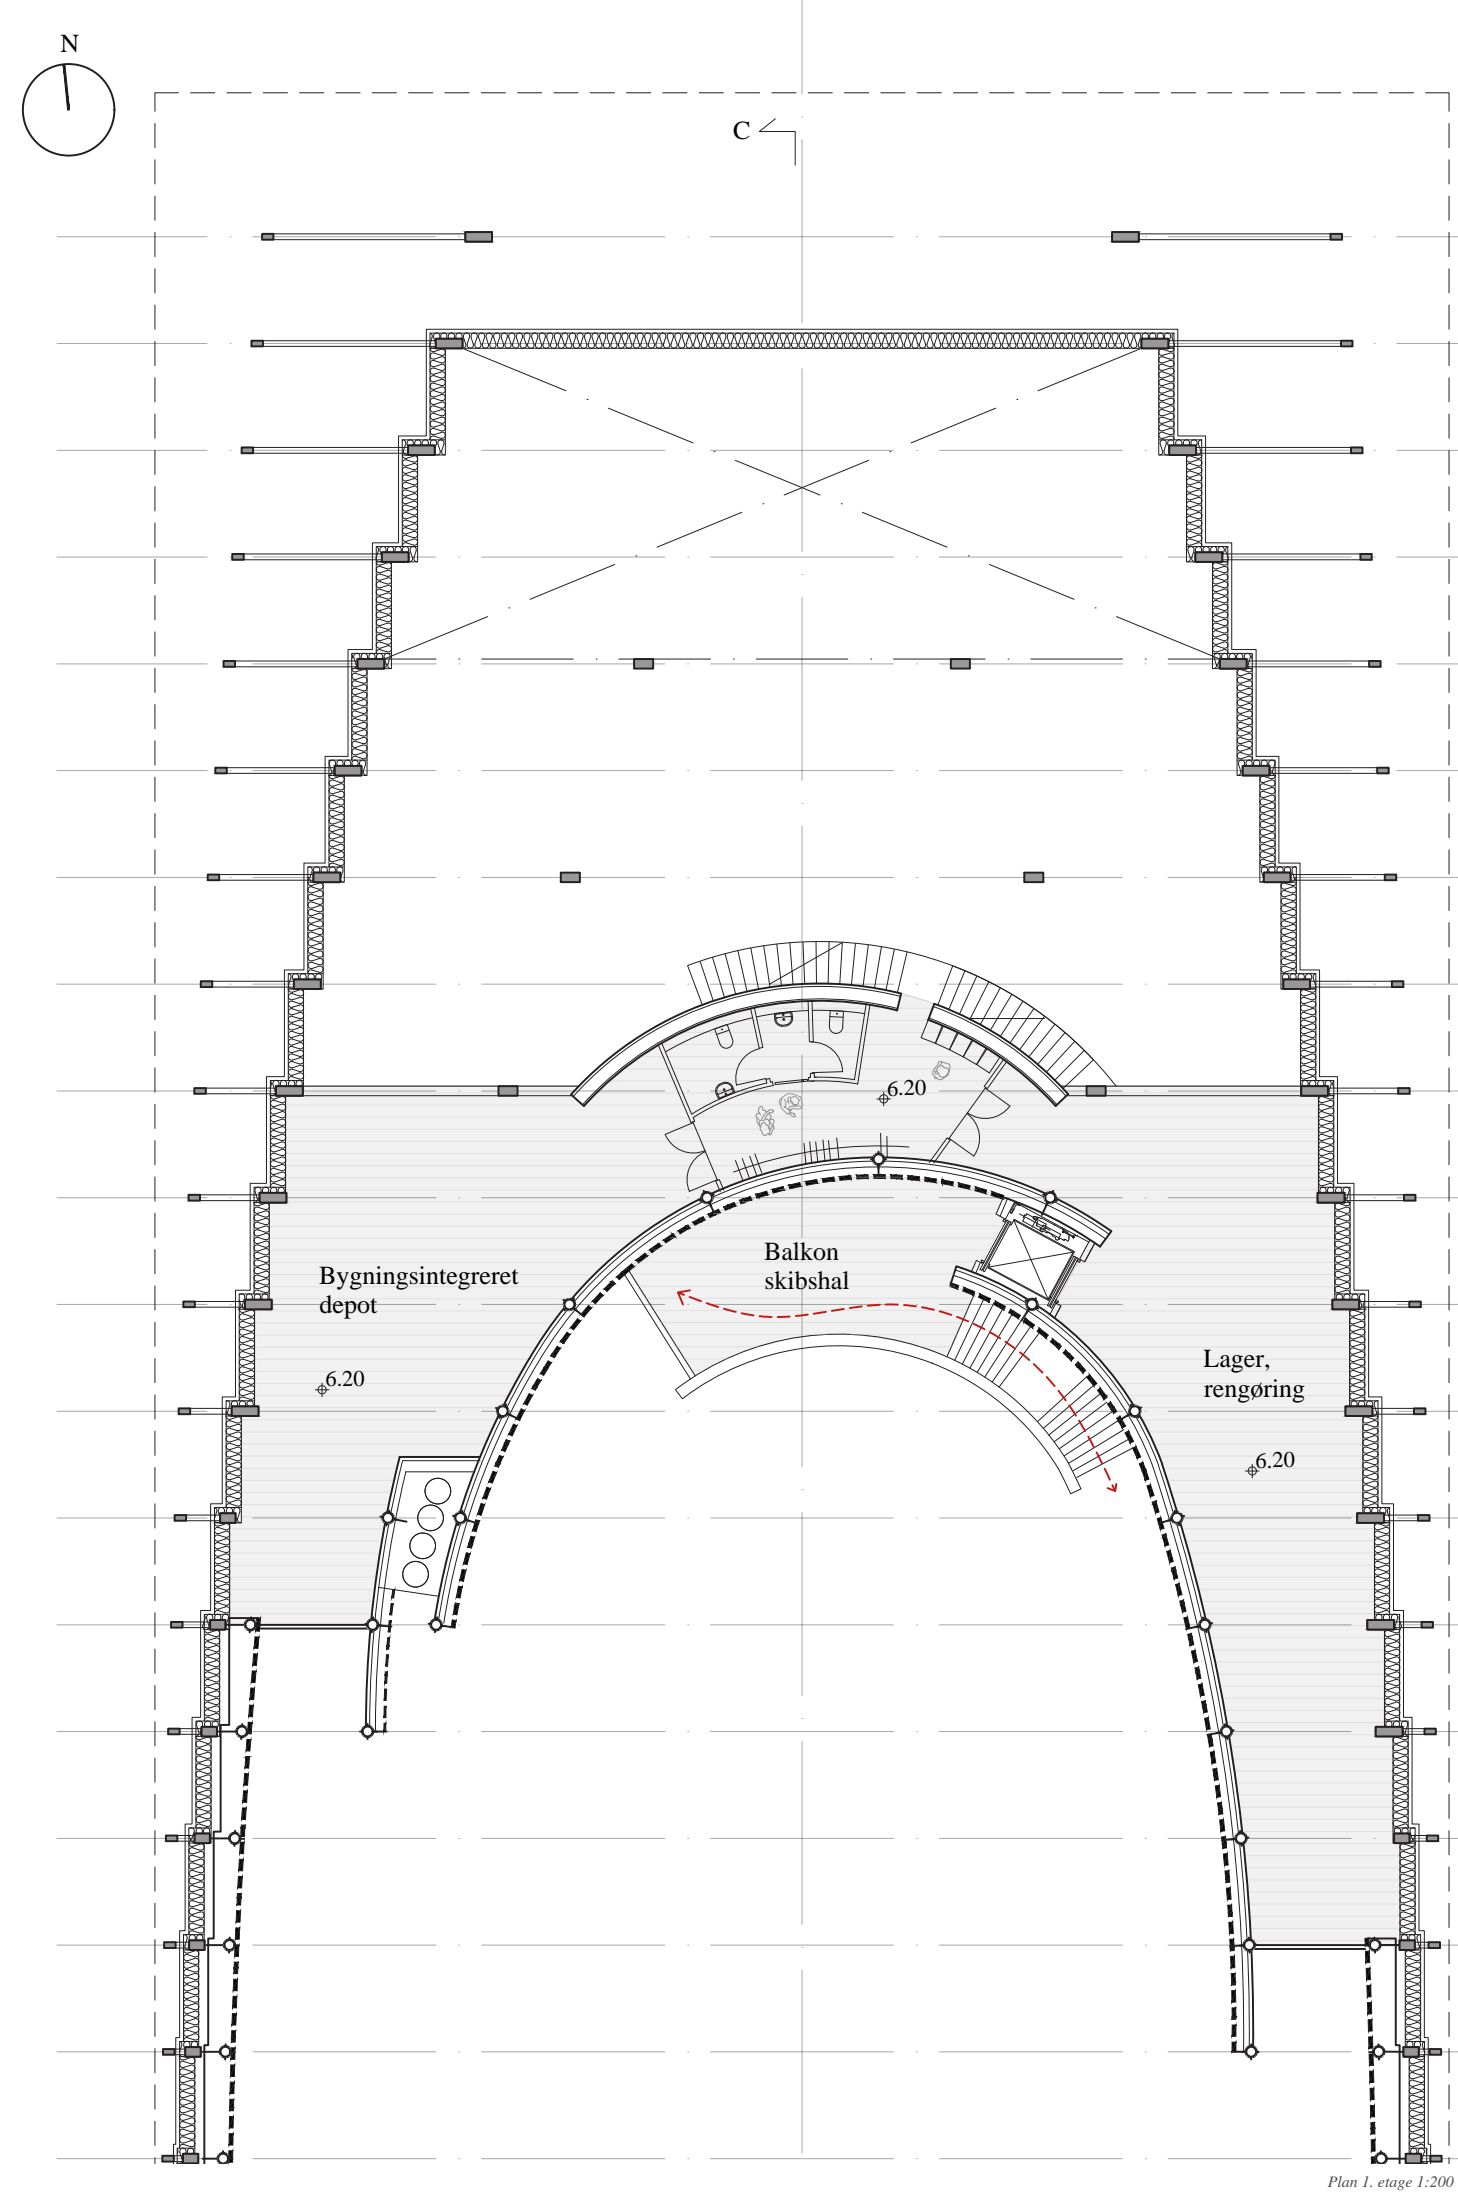 N
C
6.20
Balkon
skibshal
Bygningsintegreret
depot
Lager,
rengøring
6.20
6.20
Plan 1. etage 1:200